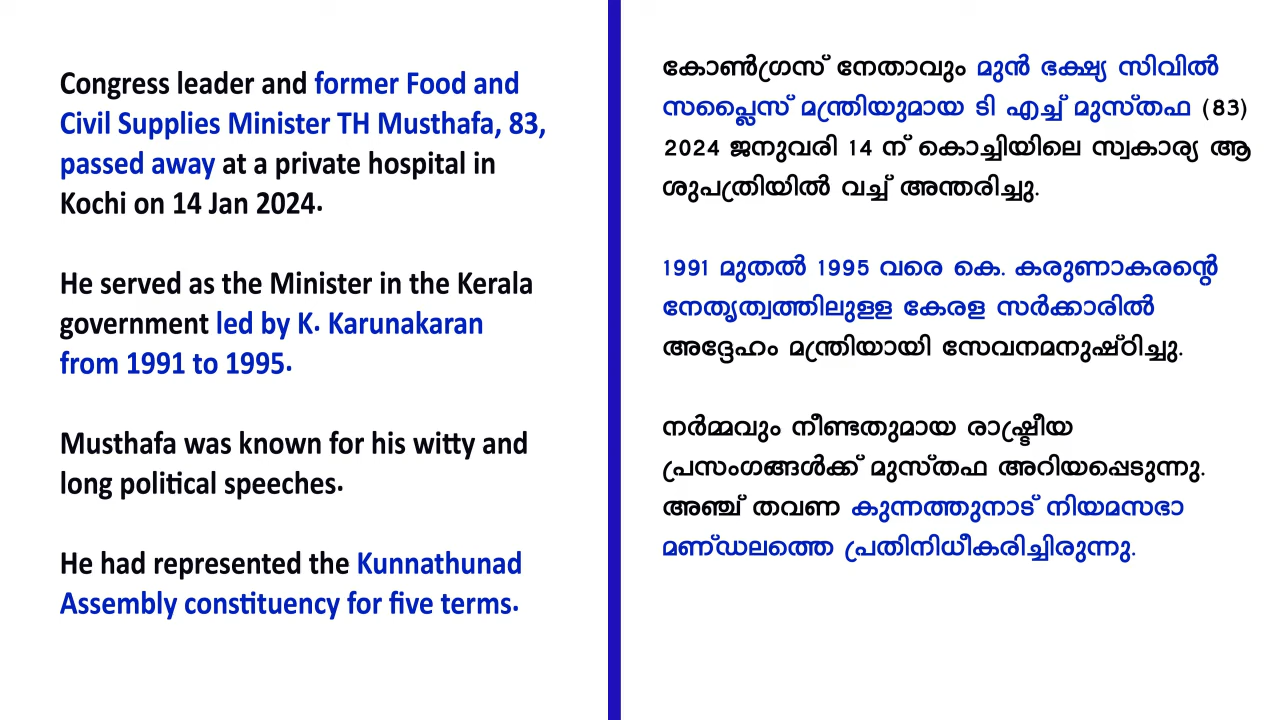 Congress leader and former Food and
Civil Supplies Minister TH Musthafa, 83,
passed away at a private hospital in
Kochi on 14 Jan 2024.
He served as the Minister in the Kerala
government led by K. Karunakaran
from 1991 to 1995.
Musthafa was known for his witty and
long political speeches.
He had represented the Kunnathunad
Assembly constituency for five terms.
കോൺഗ്രസ് നേതാവും മുൻ ഭക്ഷ്യ സിവിൽ
സപ്ലൈസ് മന്ത്രിയുമായ ടി എച്ച് മുസ്തഫ (83)
2024 ജനുവരി 14 ന് കൊച്ചിയിലെ സ്വകാര്യ ആ
ശുപത്രിയിൽ വച്ച് അന്തരിച്ചു.
1991 മുതൽ 1995 വരെ കെ. കരുണാകരന്റെ
നേതൃത്വത്തിലുളള കേരള സർക്കാരിൽ
അദ്ദേഹം മന്ത്രിയായി സേവനമനുഷ്ഠിച്ചു.
നർമ്മവും നീണ്ടതുമായ രാഷ്ട്രീയ
പ്രസംഗങ്ങൾക്ക് മുസ്തഫ അറിയപ്പെടുന്നു.
അഞ്ച് തവണ കുന്നത്തുനാട് നിയമസഭാ
മണ്ഡലത്തെ പ്രതിനിധീകരിച്ചിരുന്നു.